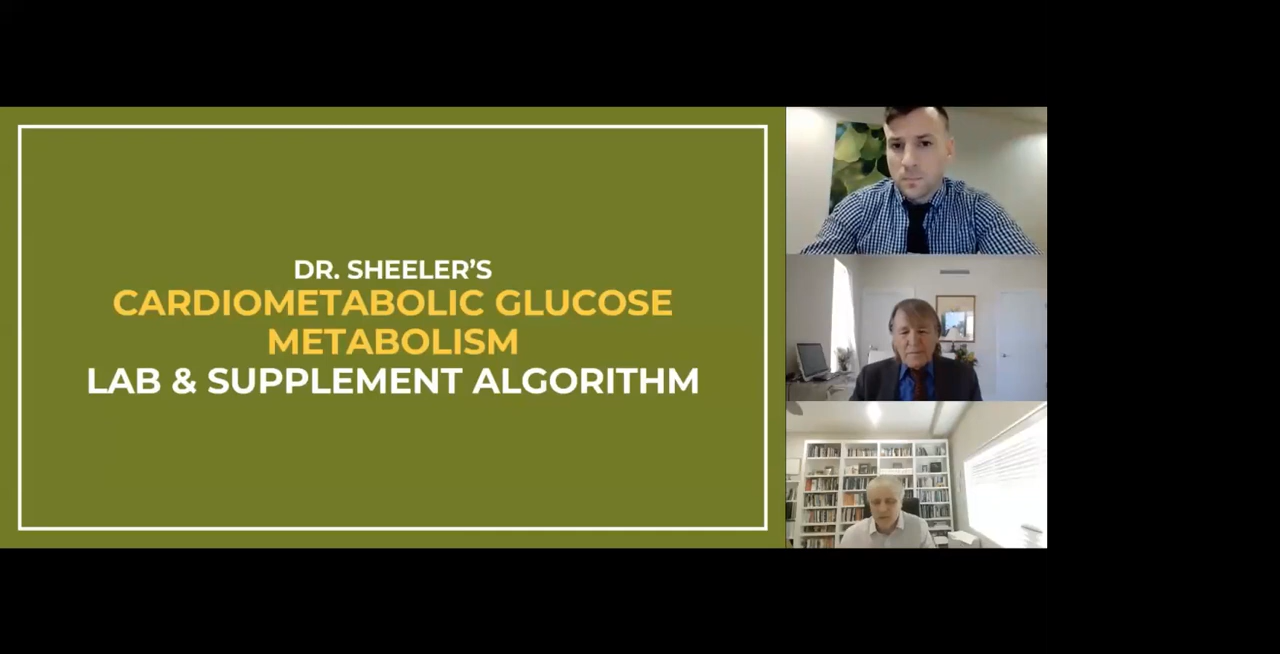 DR. SHEELER’S
CARDIOMETABOLIC GLUCOSE
METABOLISM
LAB & SUPPLEMENT ALGORITHM